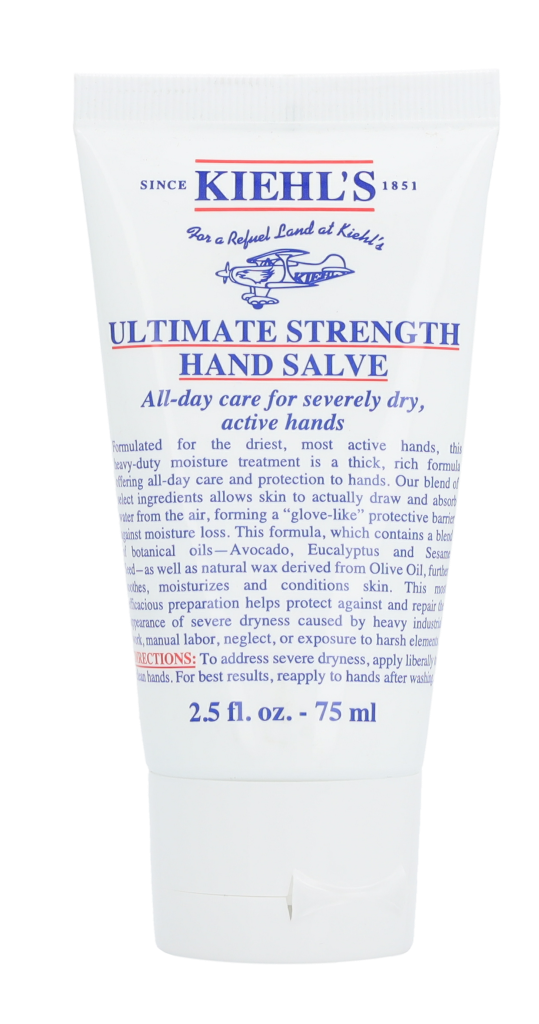 SINCE KIEHL'S 1851
For a Refuel Land at Kiehl's
KIEHL'S
ULTIMATE STRENGTH
HAND SALVE
All-day care for severely dry,
active hands
Formulated for the driest, most active hands, this
heavy-duty moisture treatment is a thick, rich formula
offering all-day care and protection to hands. Our blend of
select ingredients allows skin to actually draw and absorb
water from the air, forming a “glove-like” protective barrier
against moisture loss. This formula, which contains a blend
of botanical oils—Avocado, Eucalyptus and Sesame
Seed—as well as natural wax derived from Olive Oil, further
soothes, moisturizes and conditions skin. This most
efficacious preparation helps protect against and repair the
appearance of severe dryness caused by heavy industrial
work, manual labor, neglect, or exposure to harsh elements.
DIRECTIONS: To address severe dryness, apply liberally
clean hands. For best results, reapply to hands after washing
2.5 fl. oz. - 75 ml